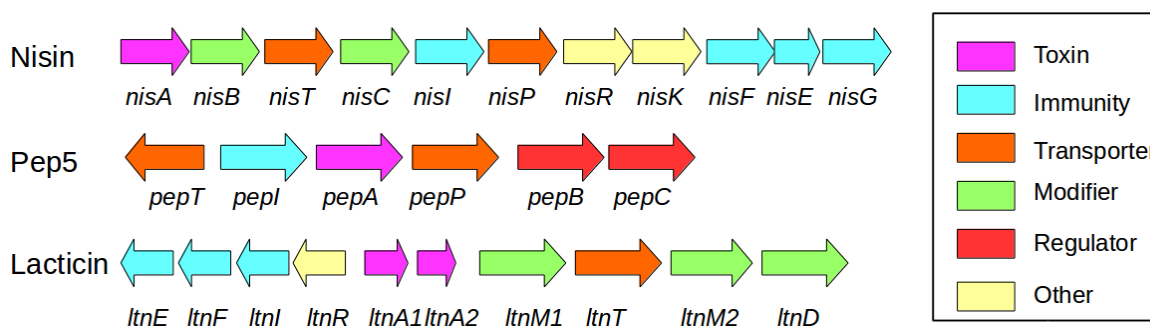 Nisin
nisA nisB nisT nisC nisI nisP nisR nisK nisF nisE nisG
Pep5
pepT pepI pepA pepP pepB pepC
Lacticin
ltnE ltnF ltnI ltnR ltnA1 ltnA2 ltnM1 ltnT ltnM2 ltnD
Toxin
Immunity
Transporter
Modifier
Regulator
Other